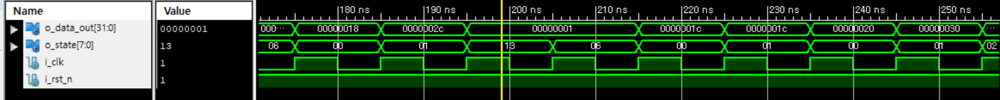 Name Value 180 ns 190 ns 200 ns 210 ns 220 ns 230 ns 240 ns 250 ns
o_data_out[31:0] 00000001 000... 00000018 0000002c 00000001 0000001c 0000001c 00000020 00000030 ...
o_state[7:0] 13 06 00 01 13 06 00 01 00 01 02
i_clk 1
i_rst_n 1